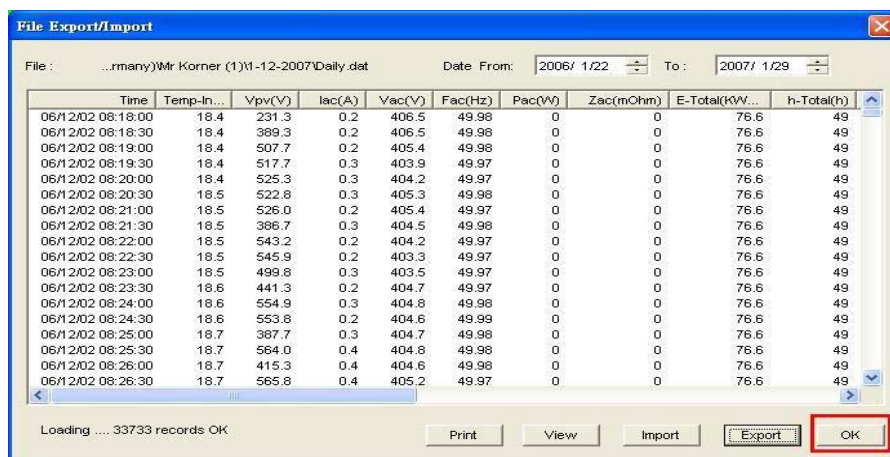 File Export/Import
File : ...rmany)\Mr Korner (1)\1-12-2007\Daily.dat Date From: 2006/ 1/22 To : 2007/ 1/29
Time Temp-In... Vpv(V) Iac(A) Vac(V) Fac(Hz) Pac(W) Zac(mOhm) E-Total(KW... h-Total(h)
06/12/02 08:18:00 18.4 231.3 0.2 406.5 49.98 0 0 76.6 49
06/12/02 08:18:30 18.4 389.3 0.2 406.5 49.98 0 0 76.6 49
06/12/02 08:19:00 18.4 507.7 0.2 405.4 49.98 0 0 76.6 49
06/12/02 08:19:30 18.4 517.7 0.3 403.9 49.97 0 0 76.6 49
06/12/02 08:20:00 18.4 525.3 0.3 404.2 49.97 0 0 76.6 49
06/12/02 08:20:30 18.5 522.8 0.3 405.3 49.98 0 0 76.6 49
06/12/02 08:21:00 18.5 526.0 0.2 405.4 49.97 0 0 76.6 49
06/12/02 08:21:30 18.5 386.7 0.3 404.5 49.98 0 0 76.6 49
06/12/02 08:22:00 18.5 543.2 0.2 404.2 49.97 0 0 76.6 49
06/12/02 08:22:30 18.5 545.9 0.2 403.3 49.97 0 0 76.6 49
06/12/02 08:23:00 18.5 499.8 0.3 403.5 49.97 0 0 76.6 49
06/12/02 08:23:30 18.6 441.3 0.2 404.7 49.97 0 0 76.6 49
06/12/02 08:24:00 18.6 554.9 0.3 404.8 49.98 0 0 76.6 49
06/12/02 08:24:30 18.6 553.8 0.2 404.6 49.99 0 0 76.6 49
06/12/02 08:25:00 18.7 387.7 0.3 404.7 49.98 0 0 76.6 49
06/12/02 08:25:30 18.7 564.0 0.4 404.8 49.98 0 0 76.6 49
06/12/02 08:26:00 18.7 415.3 0.4 404.6 49.98 0 0 76.6 49
06/12/02 08:26:30 18.7 565.8 0.4 405.2 49.97 0 0 76.6 49
Loading .... 33733 records OK Print View Import Export OK